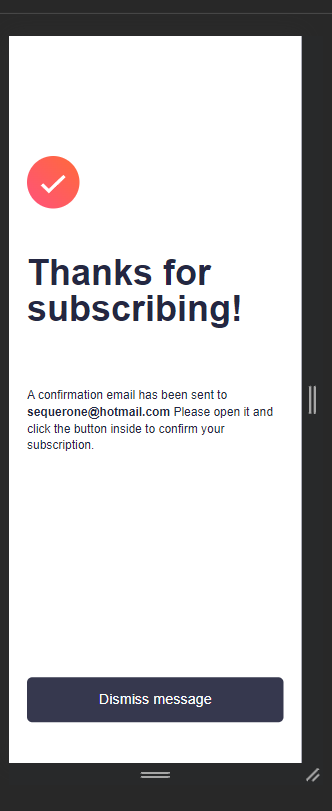 Thanks for
subscribing!
A confirmation email has been sent to
sequerone@hotmail.com Please open it and
click the button inside to confirm your
subscription.
Dismiss message